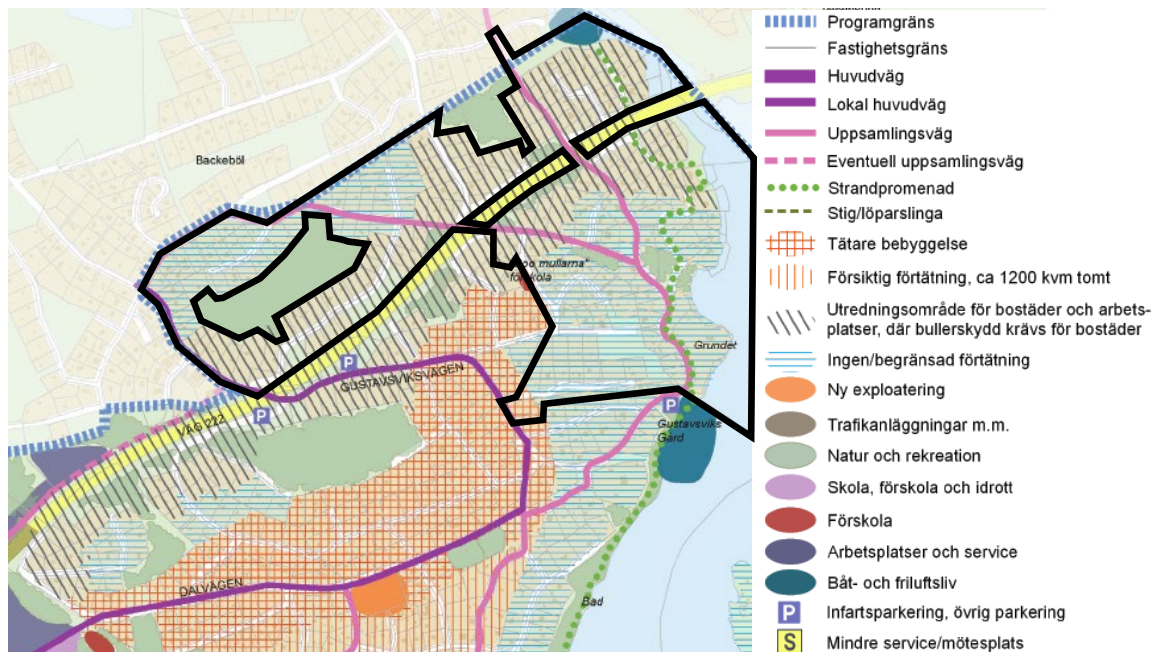 Programgräns
Fastighetsgräns
Huvudväg
Lokal huvudväg
Uppsamlingsväg
Eventuell uppsamlingsväg
Strandpromenad
Stig/löparslinga
Tätare bebyggelse
Försiktig förtätning, ca 1200 kvm tomt
Utredningsområde för bostäder och arbets-
platser, där bullerskydd krävs för bostäder
Ingen/begränsad förtätning
Ny exploatering
Trafikanläggningar m.m.
Natur och rekreation
Skola, förskola och idrott
Förskola
Arbetsplatser och service
Båt- och friluftsliv
P Infartsparkering, övrig parkering
S Mindre service/mötesplats
Backeböl
mullarna"
Grundet
P
GUSTAVSVIKSVÄGEN
P
VÄG 222
P
Gustavsviks
Gård
DALVÄGEN
Bad